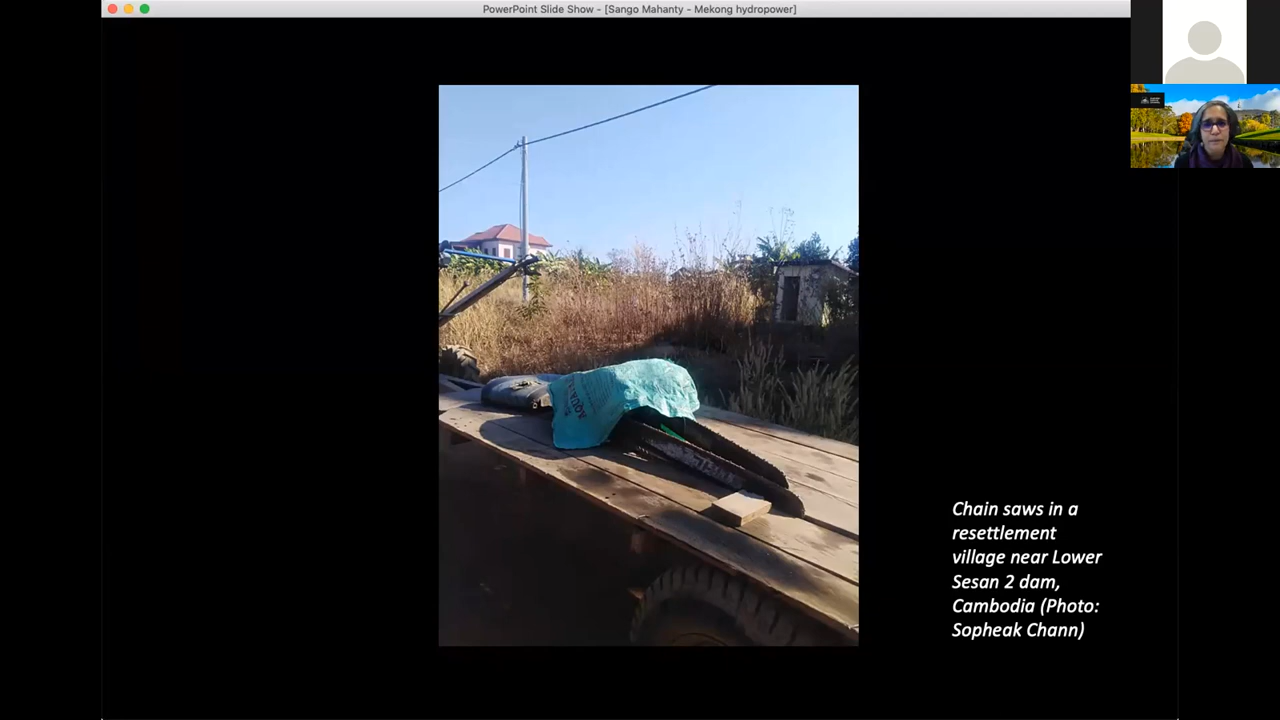 PowerPoint Slide Show - [Sango Mahanty - Mekong hydropower]
AQUA
Chain saws in a
resettlement
village near Lower
Sesan 2 dam,
Cambodia (Photo:
Sopheak Chann)